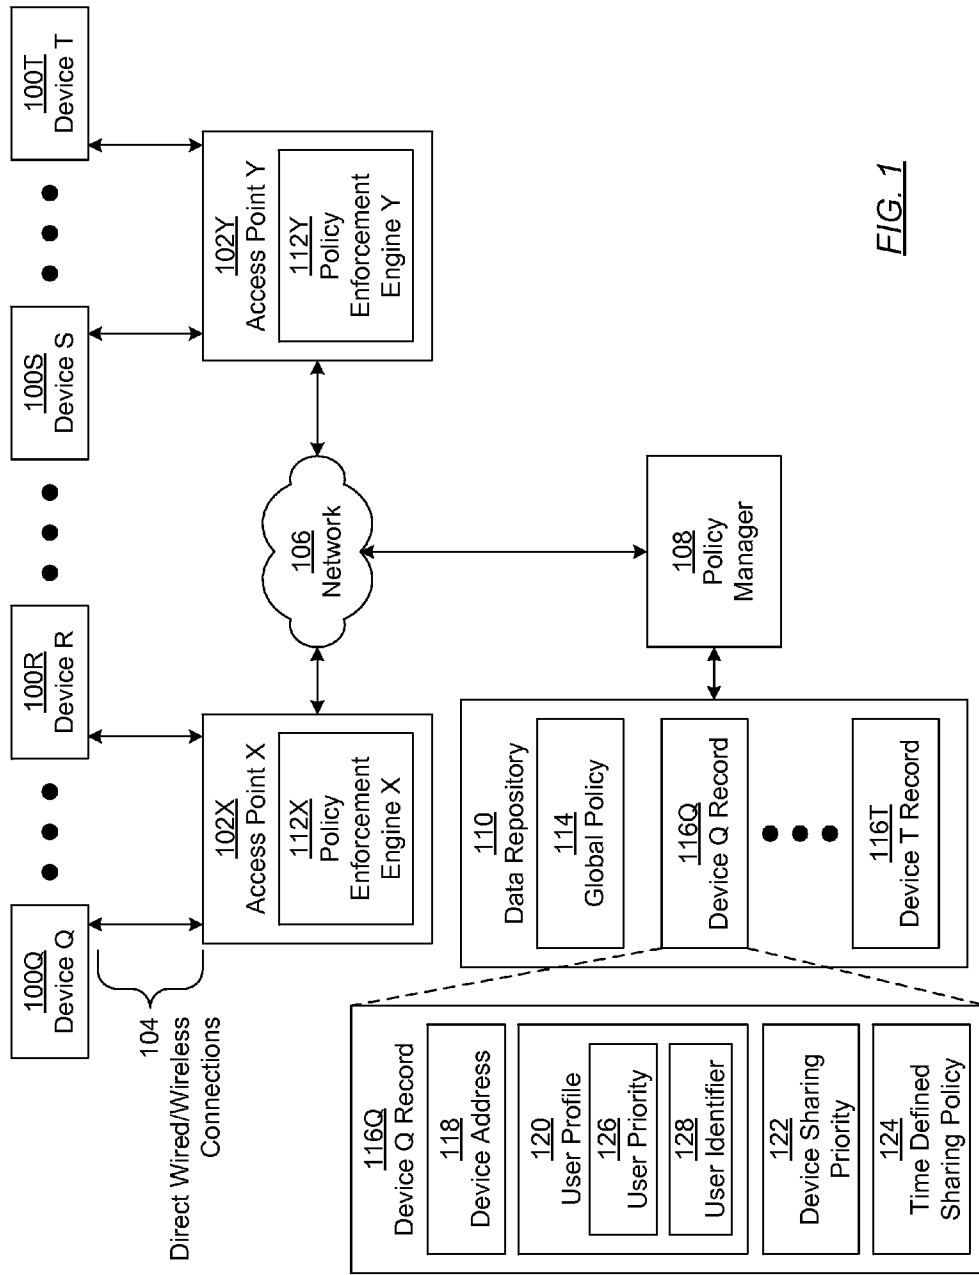 100Q
Device Q
100R
Device R
100S
Device S
100T
Device T
104
Direct Wired/Wireless
Connections
102X
Access Point X
112X
Policy
Enforcement
Engine X
106
Network
102Y
Access Point Y
112Y
Policy
Enforcement
Engine Y
116Q
Device Q Record
118
Device Address
120
User Profile
126
User Priority
128
User Identifier
122
Device Sharing
Priority
124
Time Defined
Sharing Policy
110
Data Repository
114
Global Policy
116Q
Device Q Record
116T
Device T Record
108
Policy
Manager
FIG. 1